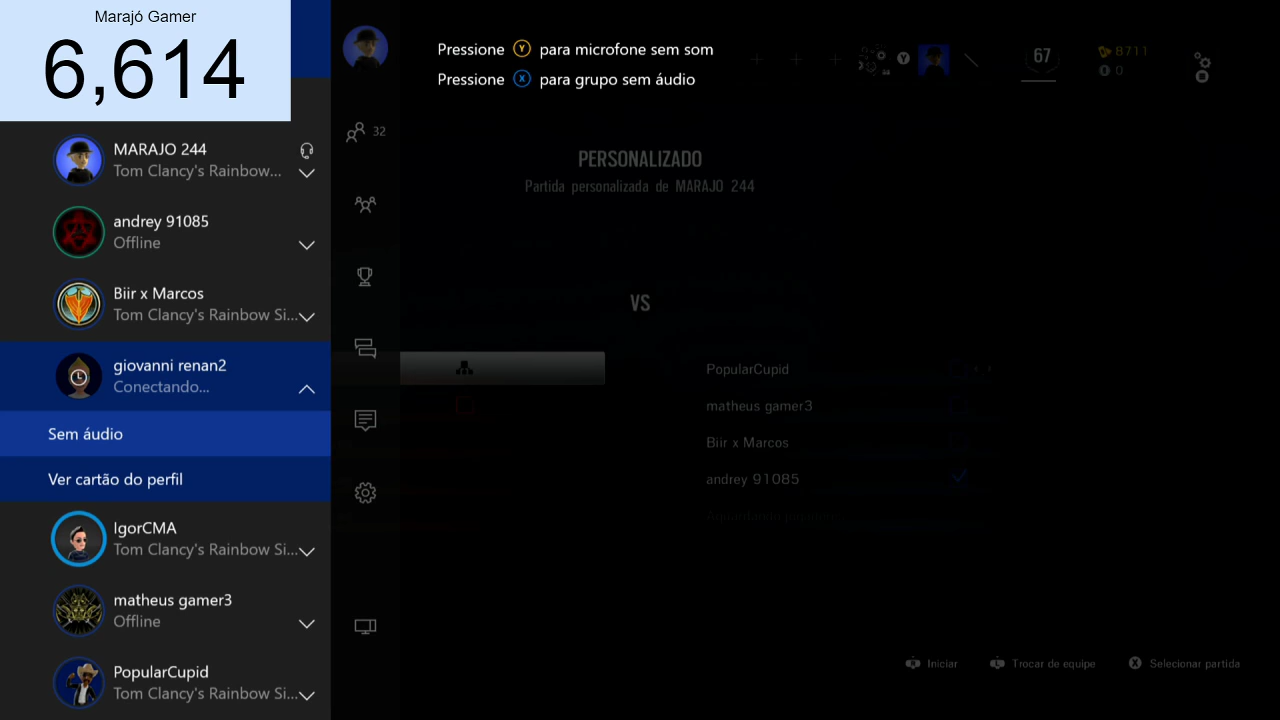 Marajó Gamer
6,614
MARAJO 244
Tom Clancy's Rainbow...
andrey 91085
Offline
Biir x Marcos
Tom Clancy's Rainbow Si...
giovanni renan2
Conectando...
Sem áudio
Ver cartão do perfil
IgorCMA
Tom Clancy's Rainbow Si...
matheus gamer3
Offline
PopularCupid
Tom Clancy's Rainbow Si...
32
Pressione Y para microfone sem som
Pressione X para grupo sem áudio
Y
67
8711
0
PERSONALIZADO
Partida personalizada de MARAJO 244
VS
PopularCupid
matheus gamer3
Biir x Marcos
andrey 91085
Aguardando jogador
Iniciar
Trocar de equipe
X Selecionar partida